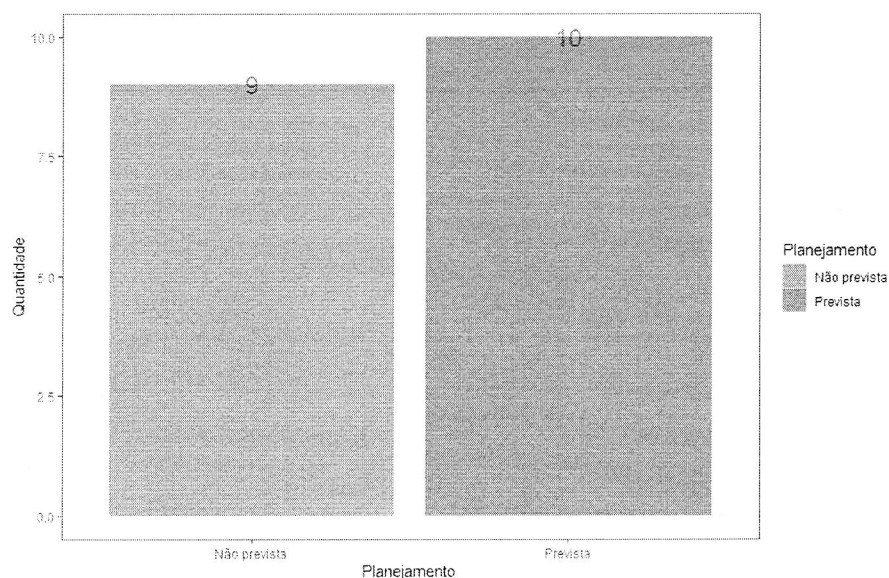 10.0
7.5
5.0
2.5
0.0
Quantidade
9
10
Não prevista
Prevista
Planejamento
Planejamento
Não prevista
Prevista